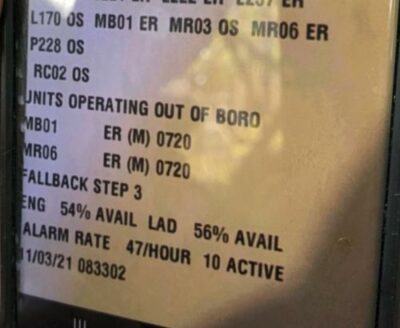 L170 OS MB01 ER MR03 OS MR06 ER
P228 OS
RC02 OS
UNITS OPERATING OUT OF BORO
MB01 ER (M) 0720
MR06 ER (M) 0720
FALLBACK STEP 3
ENG 54% AVAIL LAD 56% AVAIL
ALARM RATE 47/HOUR 10 ACTIVE
11/03/21 083302